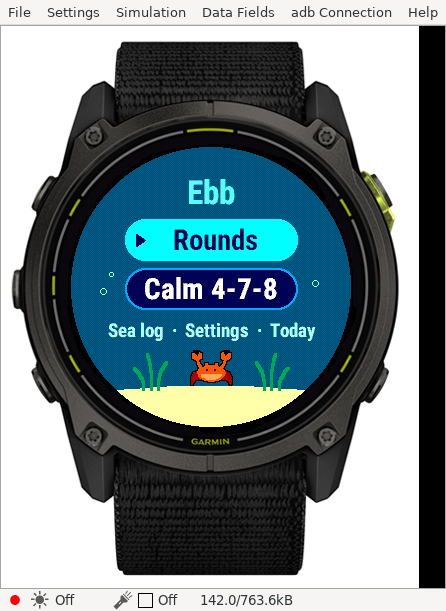 File Settings Simulation Data Fields adb Connection Help
Ebb
Rounds
Calm 4-7-8
Sea log · Settings · Today
GARMIN
Off Off 142.0/763.6kB